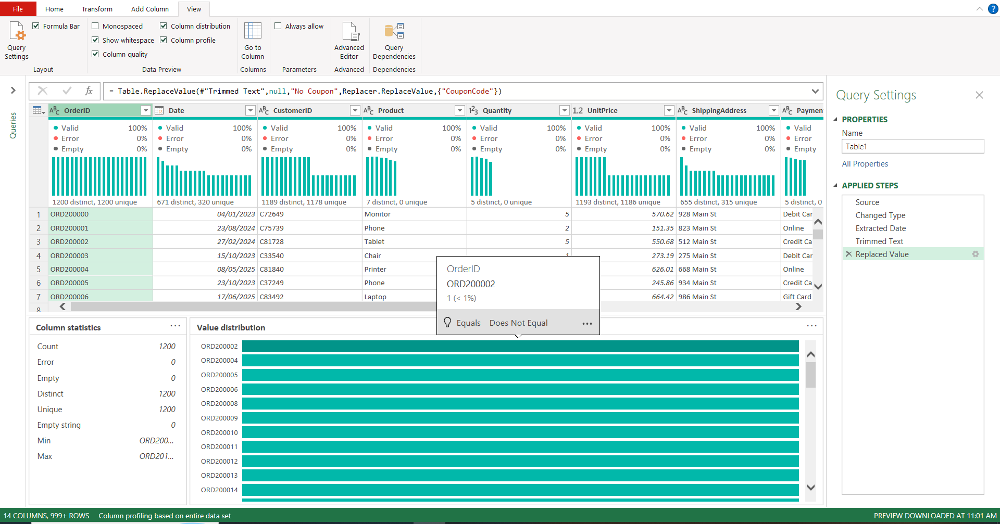 File Home Transform Add Column View
Formula Bar Monospaced Column distribution Always allow
Show whitespace Column profile
Column quality
Query Settings Go to Column Advanced Editor Query Dependencies
Layout Data Preview Columns Parameters Advanced Dependencies
Queries
fx = Table.ReplaceValue(#"Trimmed Text",null,"No Coupon",Replacer.ReplaceValue,{"CouponCode"})
ABC OrderID Date ABC CustomerID ABC Product 123 Quantity 1.2 UnitPrice ABC ShippingAddress ABC Paymen
Valid 100% Valid 100% Valid 100% Valid 100% Valid 100% Valid 100% Valid 100% Valid
Error 0% Error 0% Error 0% Error 0% Error 0% Error 0% Error 0% Error
Empty 0% Empty 0% Empty 0% Empty 0% Empty 0% Empty 0% Empty 0% Empty
1200 distinct, 1200 unique 671 distinct, 320 unique 1189 distinct, 1178 unique 7 distinct, 0 unique 5 distinct, 0 unique 1193 distinct, 1186 unique 655 distinct, 315 unique 5 distinct, 0
1 ORD200000 04/01/2023 C72649 Monitor 5 570.62 928 Main St Debit Car
2 ORD200001 23/08/2024 C75739 Phone 2 151.35 823 Main St Online
3 ORD200002 27/02/2024 C81728 Tablet 5 550.68 512 Main St Credit Ca
4 ORD200003 15/10/2023 C33540 Chair 1 273.19 275 Main St Debit Car
5 ORD200004 08/05/2025 C81840 Printer 626.01 668 Main St Online
6 ORD200005 23/10/2023 C37249 Phone 245.86 934 Main St Credit Ca
7 ORD200006 17/06/2025 C83492 Laptop 664.42 986 Main St Gift Card
8
OrderID
ORD200002
1 (< 1%)
Equals Does Not Equal
Column statistics
Count 1200
Error 0
Empty 0
Distinct 1200
Unique 1200
Empty string 0
Min ORD200...
Max ORD201...
Value distribution
ORD200002
ORD200004
ORD200005
ORD200006
ORD200008
ORD200009
ORD200010
ORD200011
ORD200012
ORD200013
ORD200014
Query Settings
PROPERTIES
Name
Table1
All Properties
APPLIED STEPS
Source
Changed Type
Extracted Date
Trimmed Text
Replaced Value
14 COLUMNS, 999+ ROWS Column profiling based on entire data set PREVIEW DOWNLOADED AT 11:01 AM